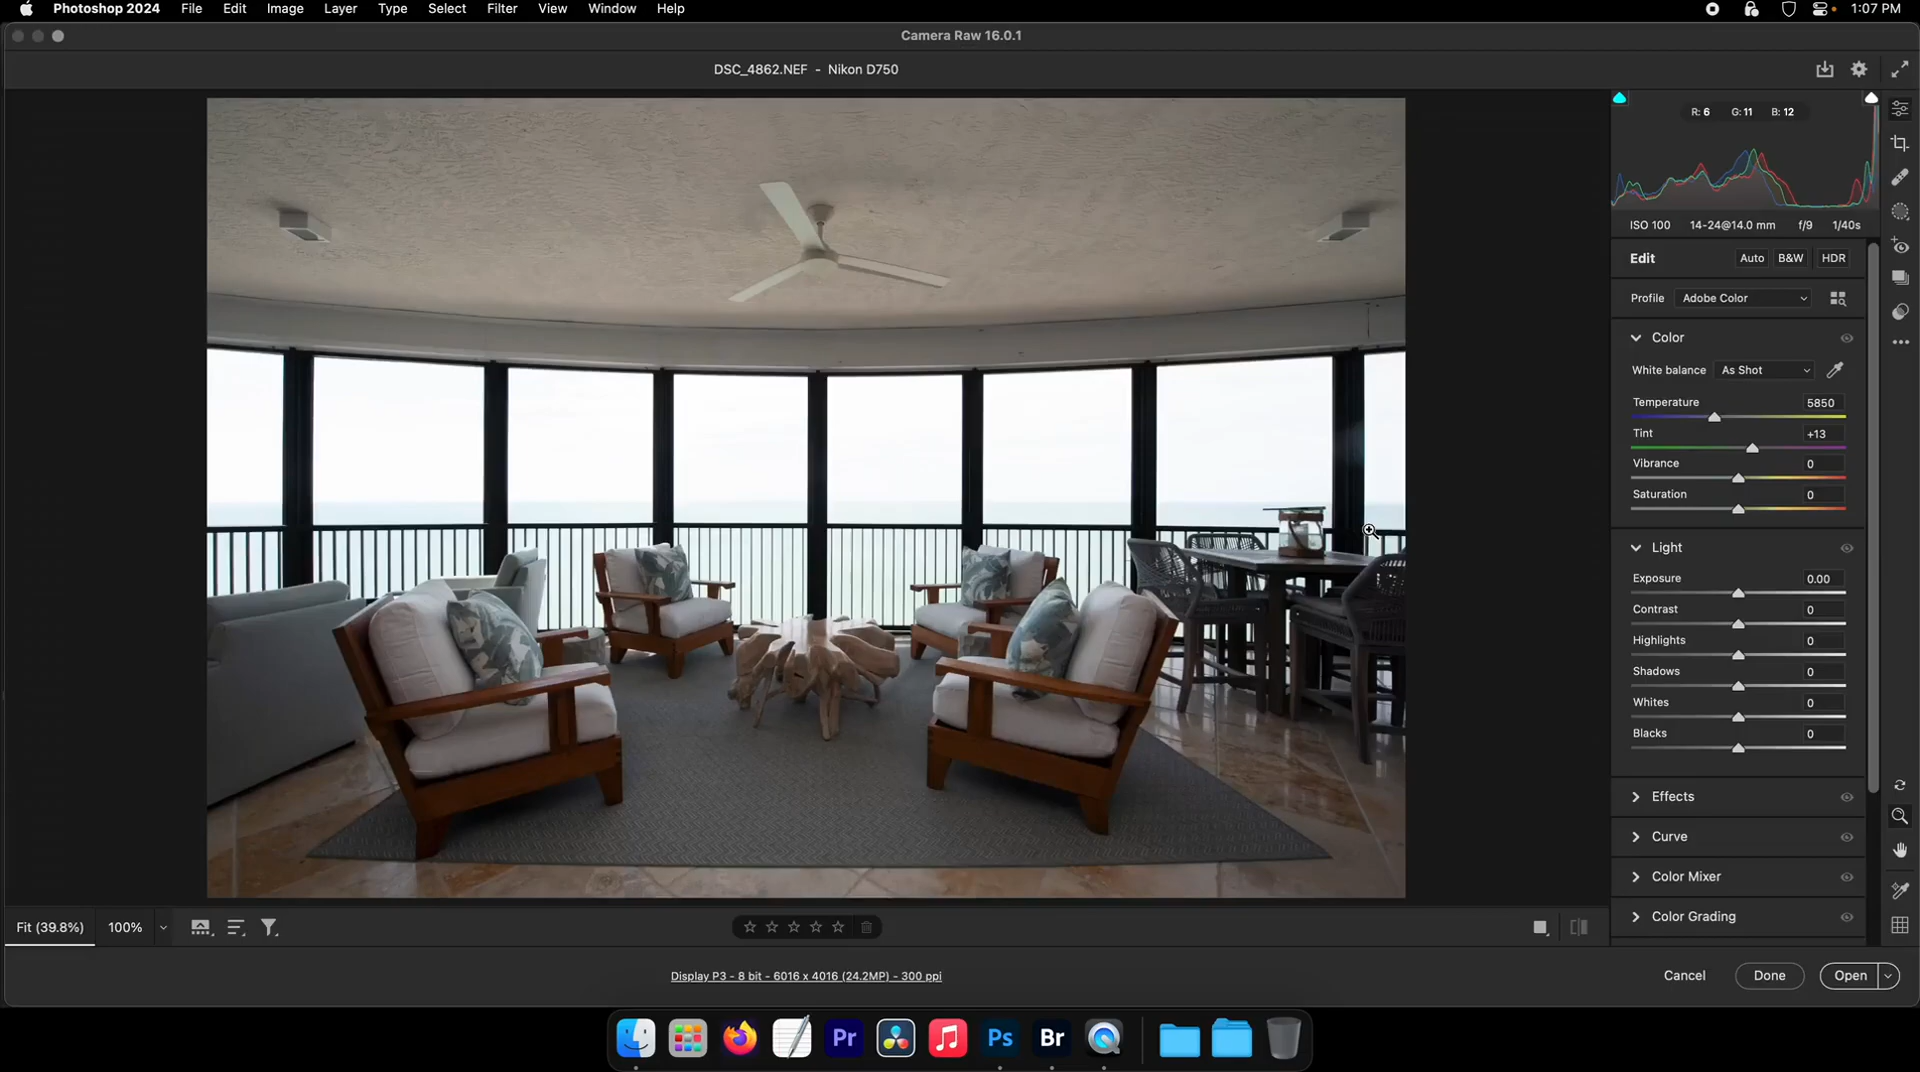 Photoshop 2024 File Edit Image Layer Type Select Filter View Window Help 1:07 PM
Camera Raw 16.0.1
DSC_4862.NEF - Nikon D750
R: 6 G: 11 B: 12
ISO 100 14-24@14.0 mm f/9 1/40s
Edit Auto B&W HDR
Profile Adobe Color
Color
White balance As Shot
Temperature 5850
Tint +13
Vibrance 0
Saturation 0
Light
Exposure 0.00
Contrast 0
Highlights 0
Shadows 0
Whites 0
Blacks 0
Effects
Curve
Color Mixer
Color Grading
Fit (39.8%) 100%
Display P3 - 8 bit - 6016 x 4016 (24.2MP) - 300 ppi
Cancel Done Open
Pr Ps Br